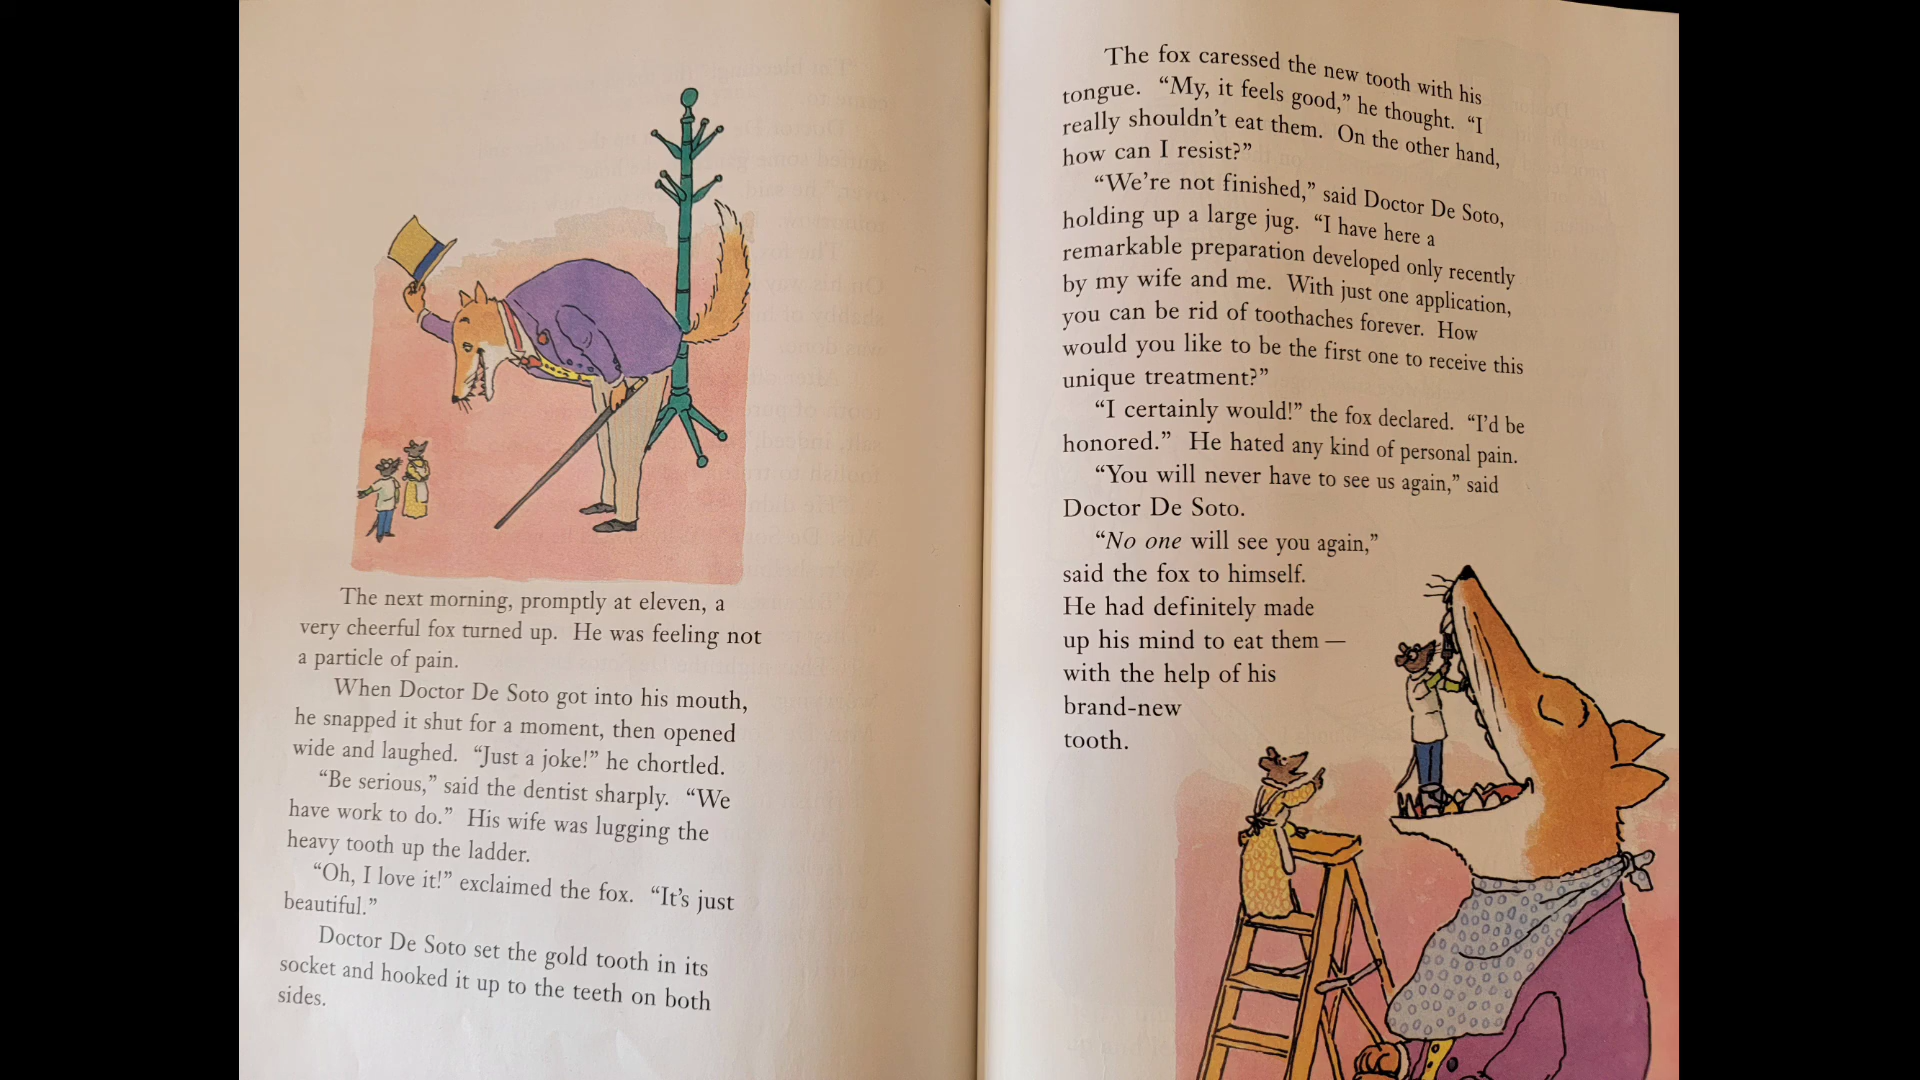 The next morning, promptly at eleven, a
very cheerful fox turned up. He was feeling not
a particle of pain.
When Doctor De Soto got into his mouth,
he snapped it shut for a moment, then opened
wide and laughed. “Just a joke!” he chortled.
“Be serious,” said the dentist sharply. “We
have work to do.” His wife was lugging the
heavy tooth up the ladder.
“Oh, I love it!” exclaimed the fox. “It’s just
beautiful.”
Doctor De Soto set the gold tooth in its
socket and hooked it up to the teeth on both
sides.
The fox caressed the new tooth with his
tongue. “My, it feels good,” he thought. “I
really shouldn’t eat them. On the other hand,
how can I resist?”
“We’re not finished,” said Doctor De Soto,
holding up a large jug. “I have here a
remarkable preparation developed only recently
by my wife and me. With just one application,
you can be rid of toothaches forever. How
would you like to be the first one to receive this
unique treatment?”
“I certainly would!” the fox declared. “I’d be
honored.” He hated any kind of personal pain.
“You will never have to see us again,” said
Doctor De Soto.
“No one will see you again,”
said the fox to himself.
He had definitely made
up his mind to eat them —
with the help of his
brand-new
tooth.